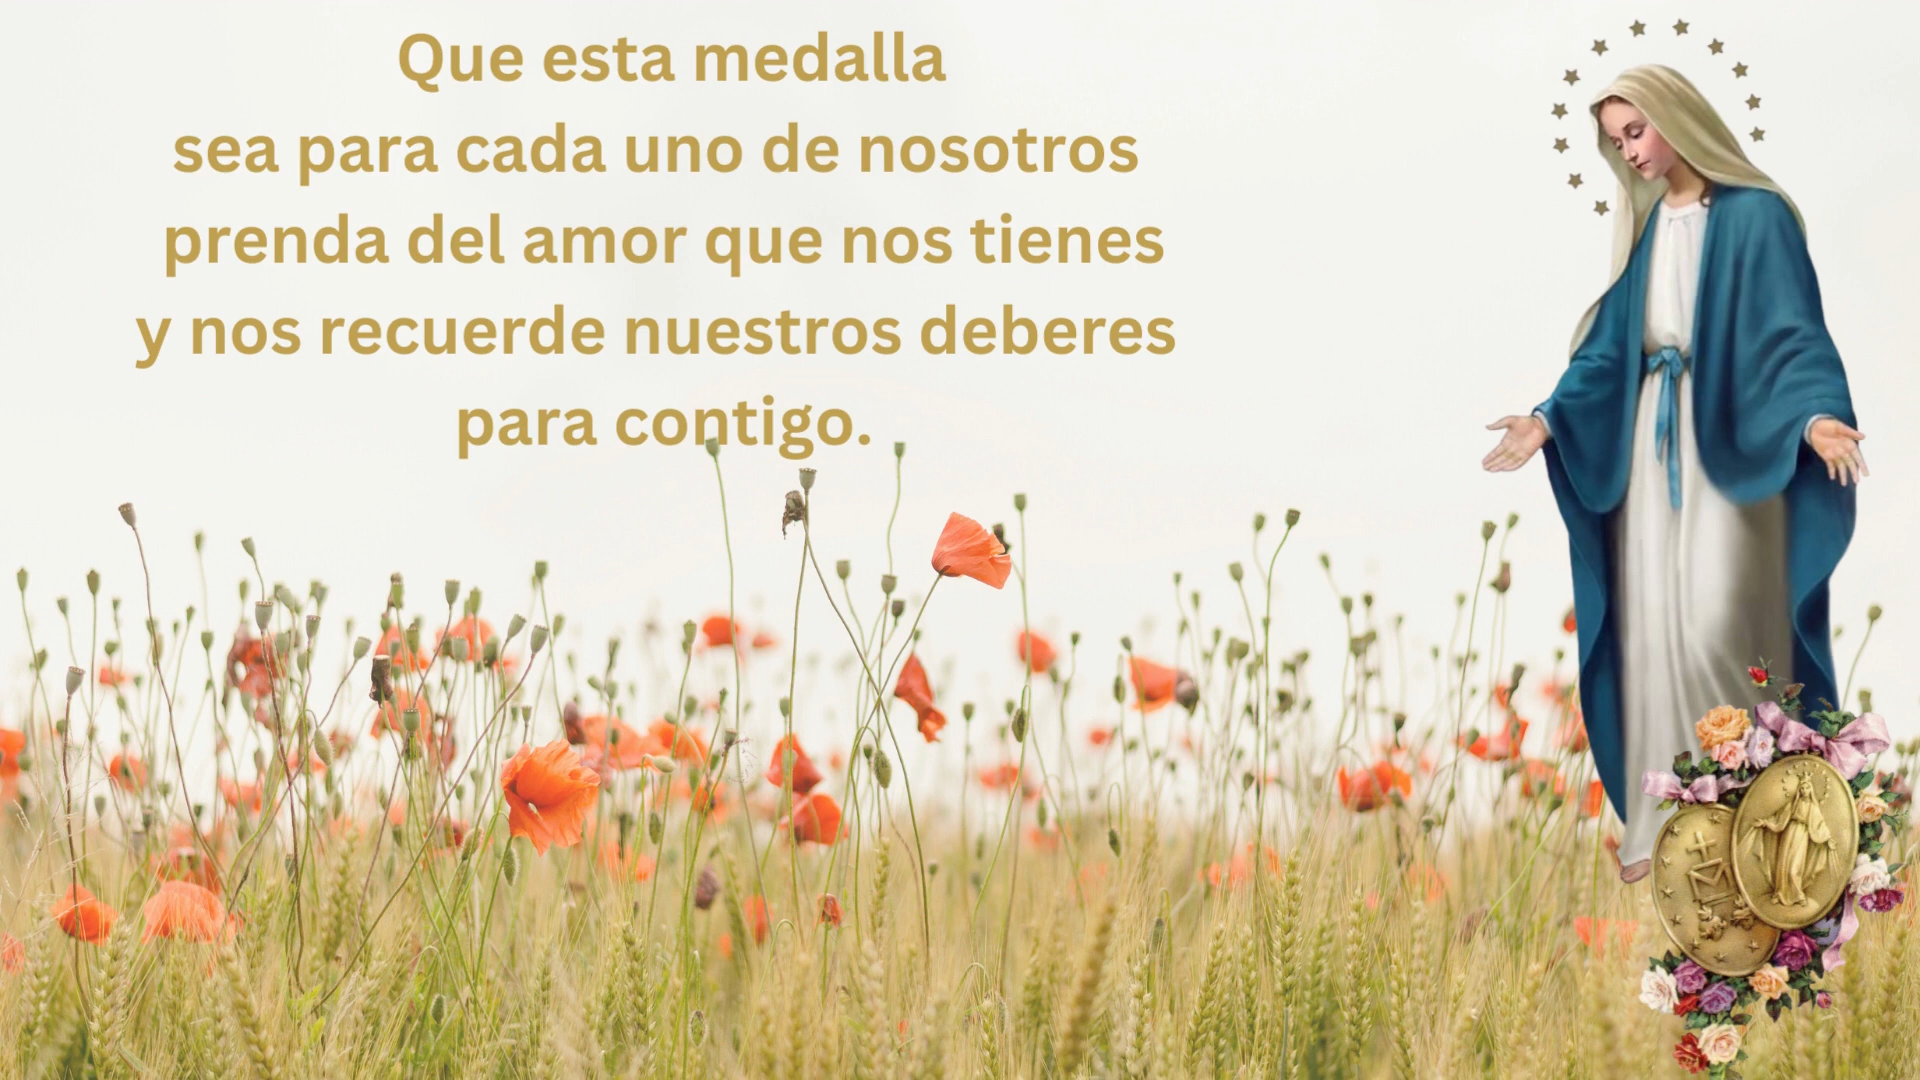 Que esta medalla
sea para cada uno de nosotros
prenda del amor que nos tienes
y nos recuerde nuestros deberes
para contigo.